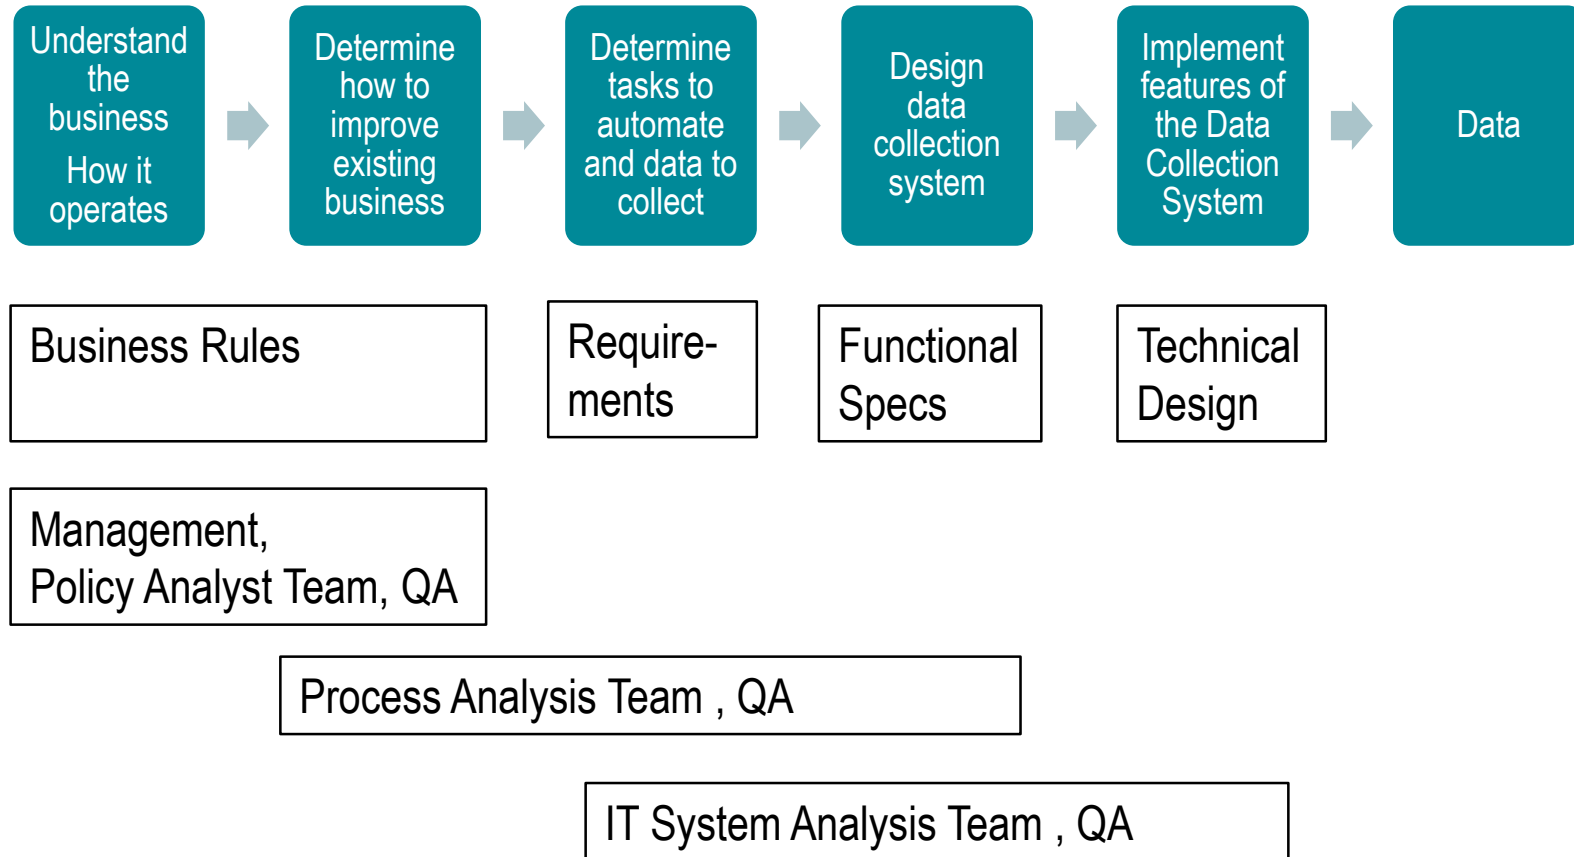 Understand
the
business
How it
operates
Determine
how to
improve
existing
business
Determine
tasks to
automate
and data to
collect
Design
data
collection
system
Implement
features of
the Data
Collection
System
Data
Business Rules
Require-
ments
Functional
Specs
Technical
Design
Management,
Policy Analyst Team, QA
Process Analysis Team , QA
IT System Analysis Team , QA